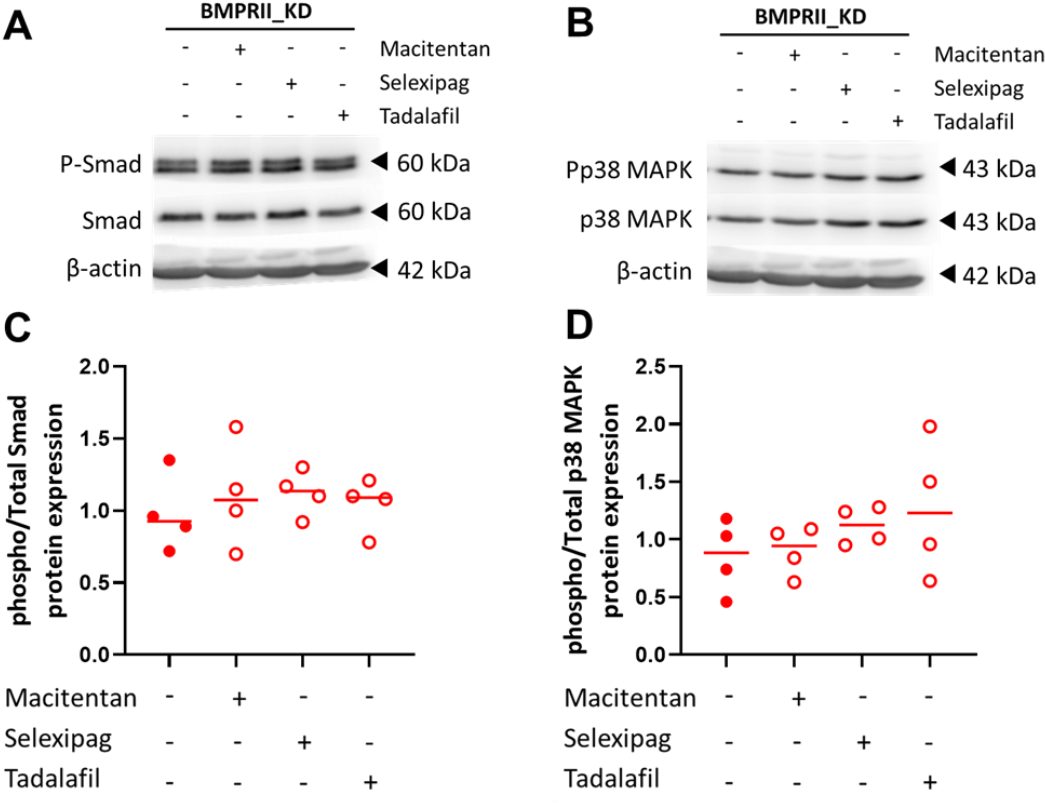 A
BMPRII_KD
- + - - Macitentan
- - + - Selexipag
- - - + Tadalafil
P-Smad 60 kDa
Smad 60 kDa
β-actin 42 kDa
B
BMPRII_KD
- + - - Macitentan
- - + - Selexipag
- - - + Tadalafil
Pp38 MAPK 43 kDa
p38 MAPK 43 kDa
β-actin 42 kDa
C
phospho/Total Smad
protein expression
2.0
1.5
1.0
0.5
0.0
Macitentan - + - -
Selexipag - - + -
Tadalafil - - - +
D
phospho/Total p38 MAPK
protein expression
2.5
2.0
1.5
1.0
0.5
0.0
Macitentan - + - -
Selexipag - - + -
Tadalafil - - - +